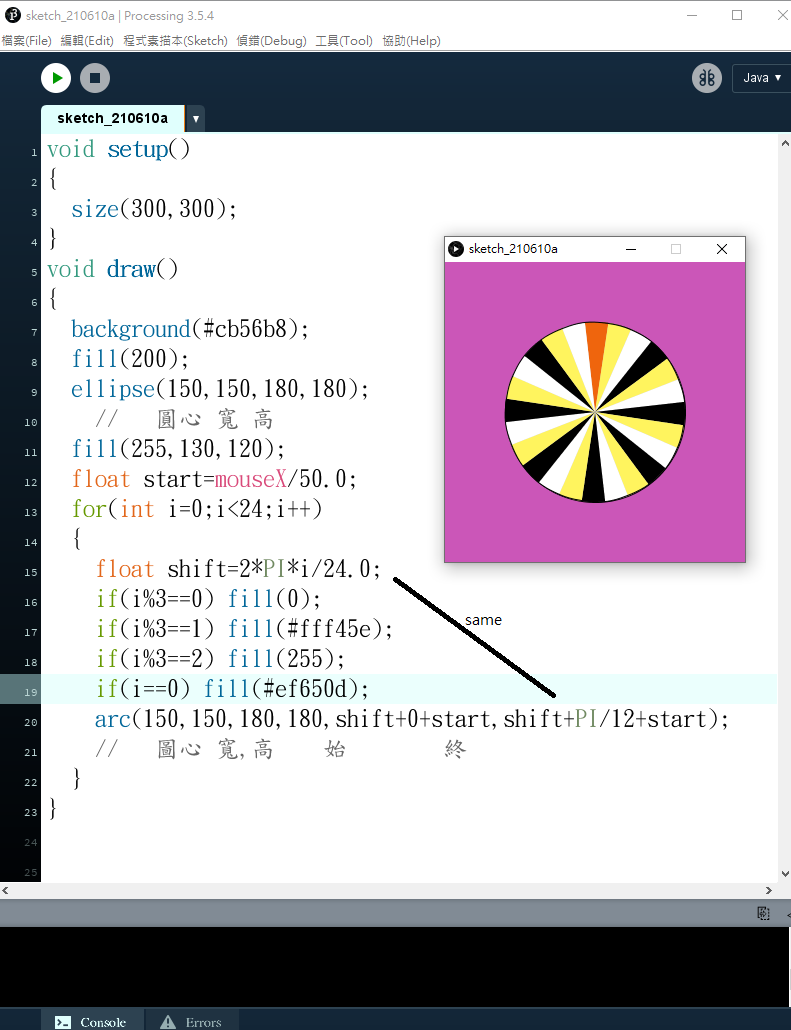 sketch_210610a | Processing 3.5.4
檔案(File) 編輯(Edit) 程式素描本(Sketch) 偵錯(Debug) 工具(Tool) 協助(Help)
Java ▼
sketch_210610a ▼
1 void setup()
2 {
3 size(300,300);
4 }
5 void draw()
6 {
7 background(#cb56b8);
8 fill(200);
9 ellipse(150,150,180,180);
10 // 圓心 寬 高
11 fill(255,130,120);
12 float start=mouseX/50.0;
13 for(int i=0;i<24;i++)
14 {
15 float shift=2*PI*i/24.0;
16 if(i%3==0) fill(0);
17 if(i%3==1) fill(#fff45e);
18 if(i%3==2) fill(255);
19 if(i==0) fill(#ef650d);
20 arc(150,150,180,180,shift+0+start,shift+PI/12+start);
21 // 圖心 寬,高 始 終
22 }
23 }
24
25
sketch_210610a
same
Console Errors